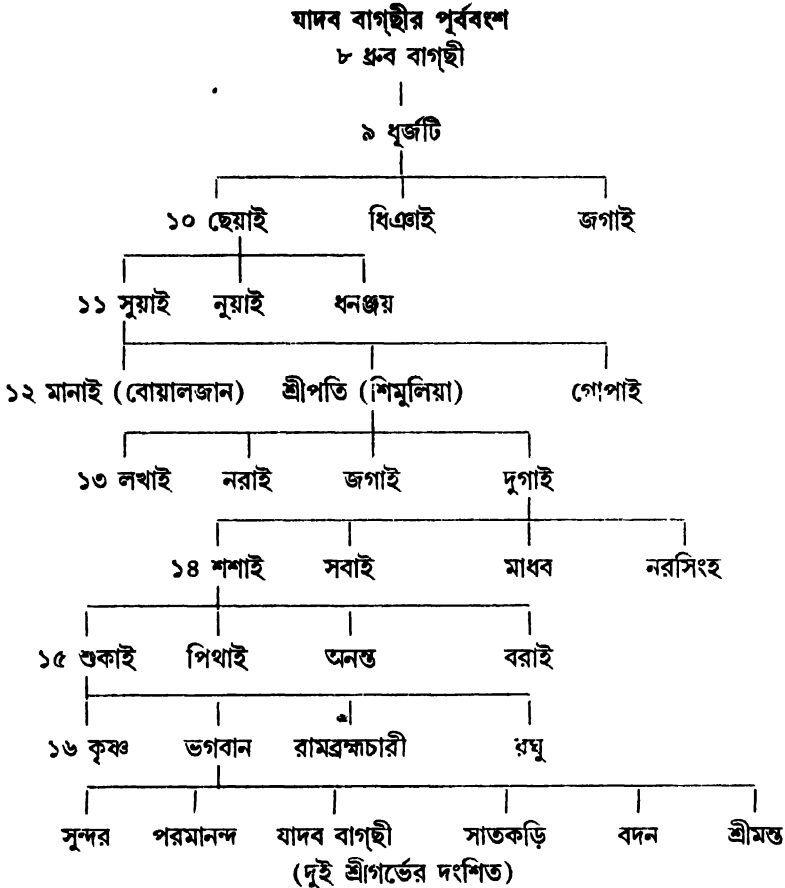 যাদব বাগ্ছীর পূর্ববংশ
৮ ধ্রুব বাগ্ছী
৯ ধূর্জটি
১০ ছেয়াই ধিঞাই জগাই
১১ সুয়াই নুয়াই ধনঞ্জয়
১২ মানাই (বোয়ালজান) শ্রীপতি (শিমুলিয়া) গোপাই
১৩ লখাই নরাই জগাই দুগাই
১৪ শশাই সবাই মাধব নরসিংহ
১৫ শুকাই পিথাই অনন্ত বরাই
১৬ কৃষ্ণ ভগবান রামব্রহ্মচারী রঘু
সুন্দর পরমানন্দ যাদব বাগ্ছী সাতকড়ি বদন শ্রীমন্ত
(দুই শ্রীগর্ভের দংশিত)